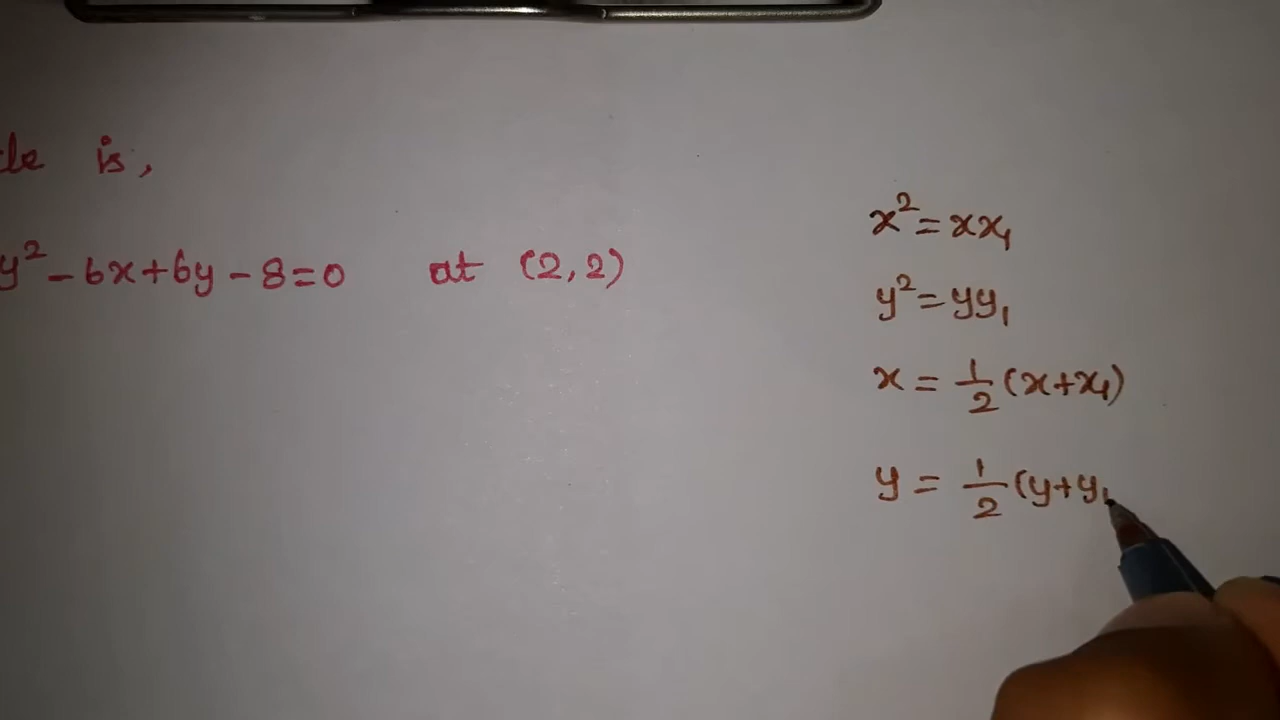 is,
y² - 6x + 6y - 8 = 0 at (2, 2)
x² = xx₁
y² = yy₁
x = 1/2 (x + x₁)
y = 1/2 (y + y₁